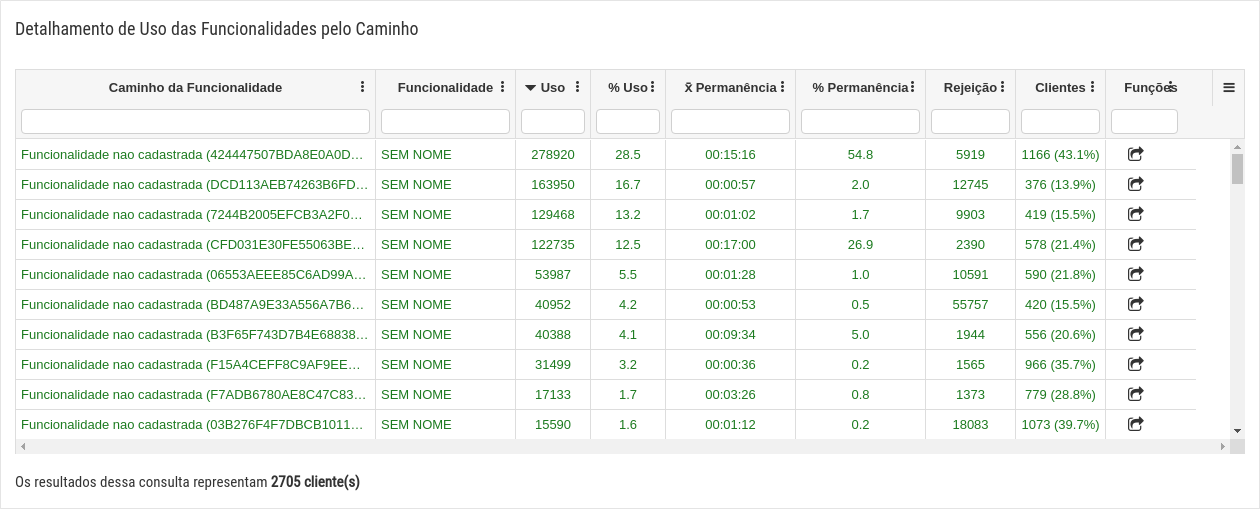 Detalhamento de Uso das Funcionalidades pelo Caminho
Caminho da Funcionalidade Funcionalidade Uso % Uso x̄ Permanência % Permanência Rejeição Clientes Funções
Funcionalidade nao cadastrada (424447507BDA8E0A0D… SEM NOME 278920 28.5 00:15:16 54.8 5919 1166 (43.1%)
Funcionalidade nao cadastrada (DCD113AEB74263B6FD… SEM NOME 163950 16.7 00:00:57 2.0 12745 376 (13.9%)
Funcionalidade nao cadastrada (7244B2005EFCB3A2F0… SEM NOME 129468 13.2 00:01:02 1.7 9903 419 (15.5%)
Funcionalidade nao cadastrada (CFD031E30FE55063BE… SEM NOME 122735 12.5 00:17:00 26.9 2390 578 (21.4%)
Funcionalidade nao cadastrada (06553AEEE85C6AD99A… SEM NOME 53987 5.5 00:01:28 1.0 10591 590 (21.8%)
Funcionalidade nao cadastrada (BD487A9E33A556A7B6… SEM NOME 40952 4.2 00:00:53 0.5 55757 420 (15.5%)
Funcionalidade nao cadastrada (B3F65F743D7B4E68838… SEM NOME 40388 4.1 00:09:34 5.0 1944 556 (20.6%)
Funcionalidade nao cadastrada (F15A4CEFF8C9AF9EE… SEM NOME 31499 3.2 00:00:36 0.2 1565 966 (35.7%)
Funcionalidade nao cadastrada (F7ADB6780AE8C47C83… SEM NOME 17133 1.7 00:03:26 0.8 1373 779 (28.8%)
Funcionalidade nao cadastrada (03B276F4F7DBCB1011… SEM NOME 15590 1.6 00:01:12 0.2 18083 1073 (39.7%)
Os resultados dessa consulta representam 2705 cliente(s)